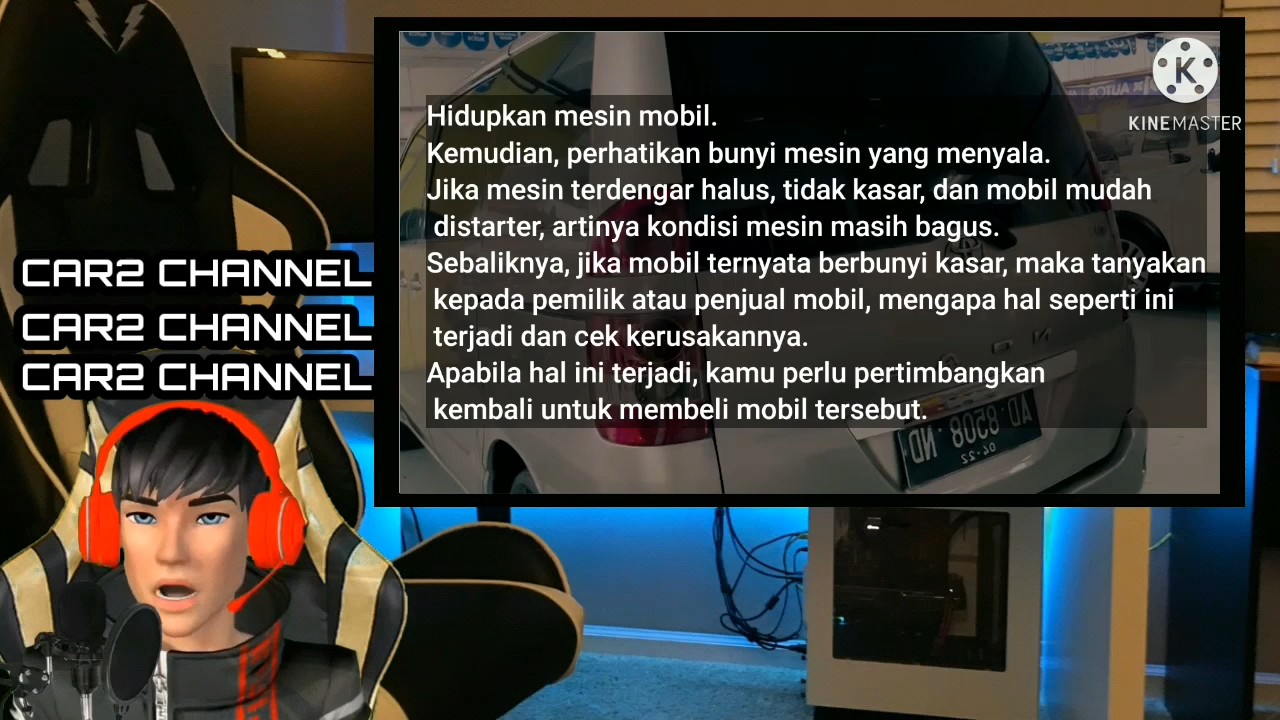 Hidupkan mesin mobil.
Kemudian, perhatikan bunyi mesin yang menyala.
Jika mesin terdengar halus, tidak kasar, dan mobil mudah
distarter, artinya kondisi mesin masih bagus.
Sebaliknya, jika mobil ternyata berbunyi kasar, maka tanyakan
kepada pemilik atau penjual mobil, mengapa hal seperti ini
terjadi dan cek kerusakannya.
Apabila hal ini terjadi, kamu perlu pertimbangkan
kembali untuk membeli mobil tersebut.
K
KINEMASTER
CAR2 CHANNEL
CAR2 CHANNEL
CAR2 CHANNEL
AD 8508 ND
04·22